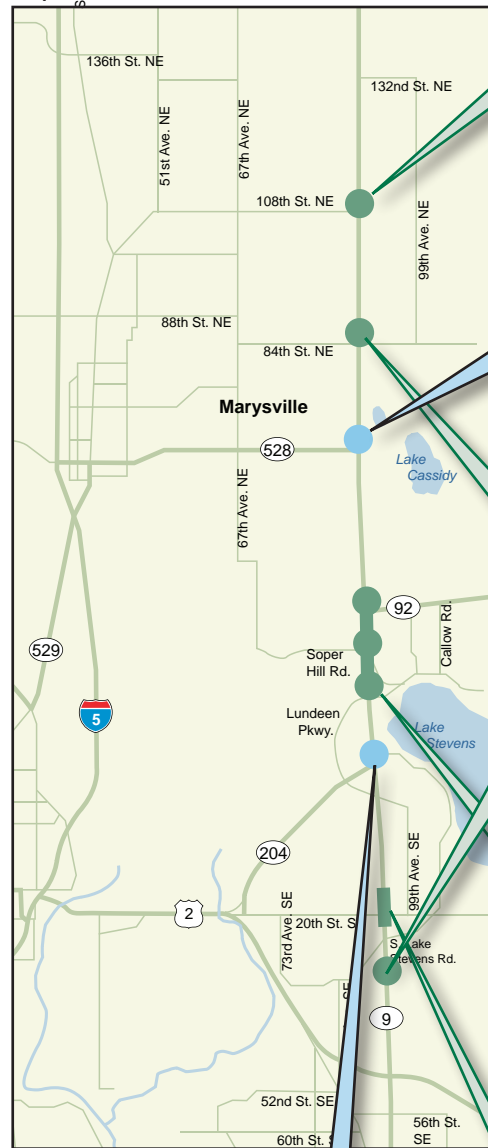 136th St. NE
132nd St. NE
51st Ave. NE
67th Ave. NE
108th St. NE
99th Ave. NE
88th St. NE
84th St. NE
Marysville
528
Lake
Cassidy
67th Ave. NE
92
Callow Rd.
529
Soper
Hill Rd.
5
Lundeen
Pkwy.
Lake
Stevens
204
99th Ave. SE
2
20th St. S
73rd Ave. SE
S. Lake
Stevens Rd.
SE
9
52nd St. SE
56th St.
SE
60th St.